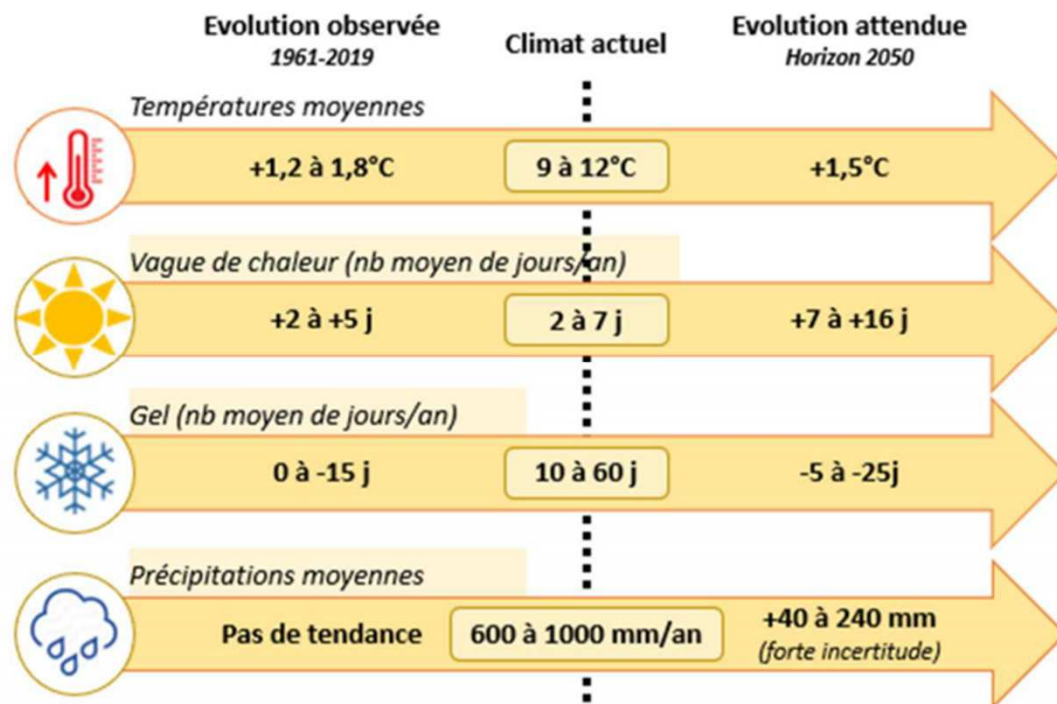 Evolution observée
1961-2019
Climat actuel
Evolution attendue
Horizon 2050
Températures moyennes
+1,2 à 1,8°C
9 à 12°C
+1,5°C
Vague de chaleur (nb moyen de jours/an)
+2 à +5 j
2 à 7 j
+7 à +16 j
Gel (nb moyen de jours/an)
0 à -15 j
10 à 60 j
-5 à -25j
Précipitations moyennes
Pas de tendance
600 à 1000 mm/an
+40 à 240 mm
(forte incertitude)